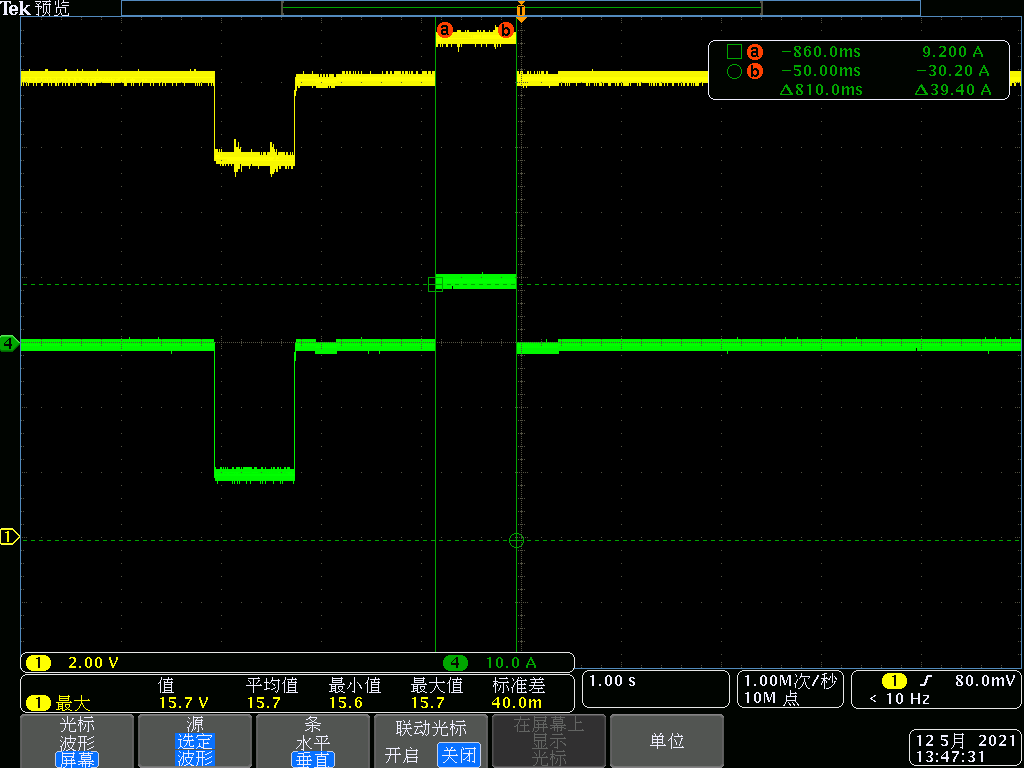 Tek 预览
a b
a −860.0ms 9.200 A
b −50.00ms −30.20 A
Δ810.0ms Δ39.40 A
4
1
1 2.00 V 4 10.0 A
值 平均值 最小值 最大值 标准差
1 最大 15.7 V 15.7 15.6 15.7 40.0m
1.00 s
1.00M次/秒
10M 点
1 80.0mV
< 10 Hz
光标
波形
屏幕
源
选定
波形
条
水平
垂直
联动光标
开启 关闭
在屏幕上
显示
光标
单位
12 5月 2021
13:47:31